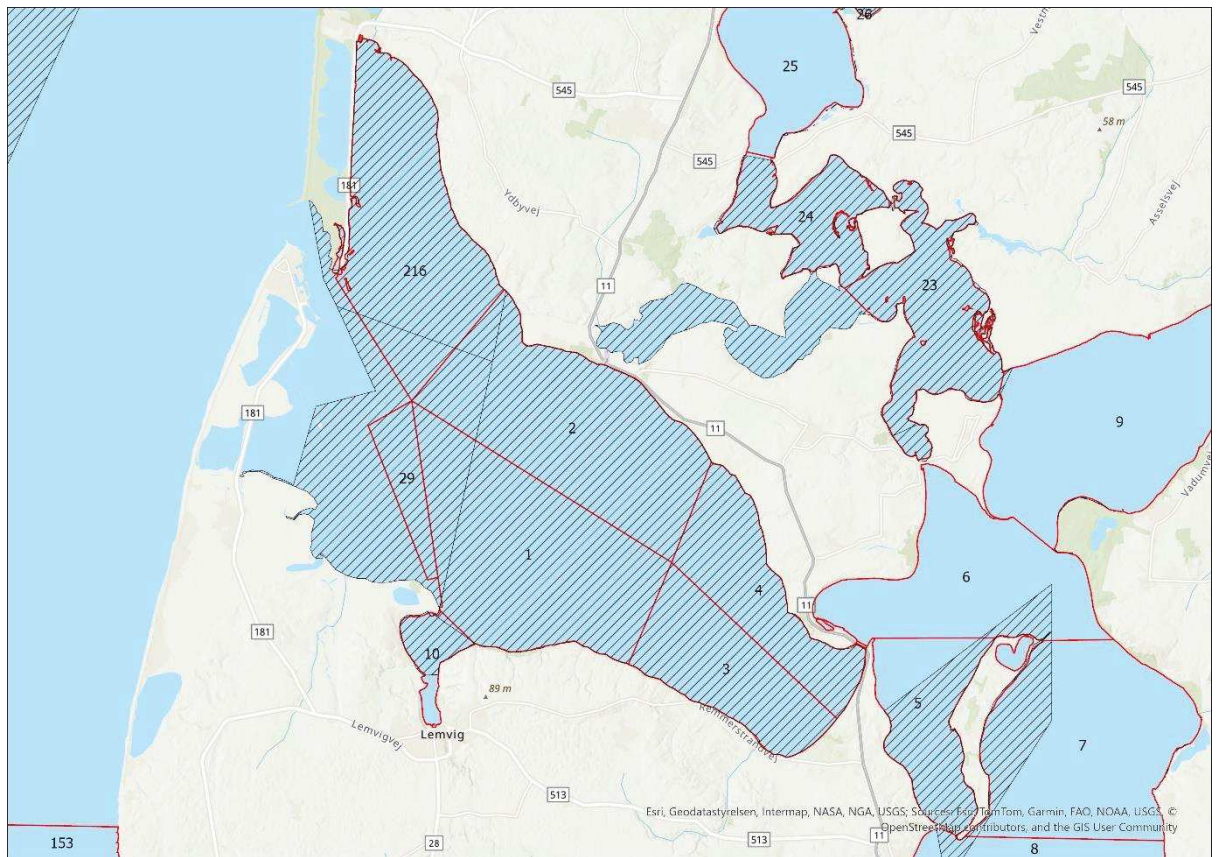 26
25
Vestm
545
545
58 m
545
545
181
Ydbyvej
24
Asselsvej
216
11
23
181
2
11
9
29
Vadumvej
1
6
4
11
181
10
3
5
89 m
Remmerstrandvej
Lemvigvej
Lemvig
7
513
Esri, Geodatastyrelsen, Intermap, NASA, NGA, USGS; Sources: Esri, TomTom, Garmin, FAO, NOAA, USGS, ©
OpenStreetMap contributors, and the GIS User Community
153
28
513
11
8